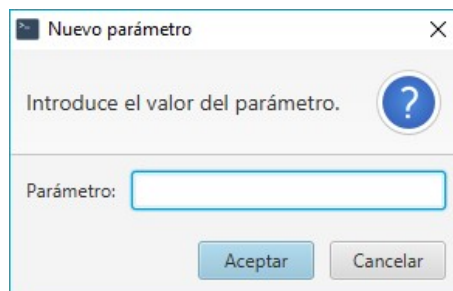 Nuevo parámetro
Introduce el valor del parámetro.
Parámetro:
Aceptar Cancelar